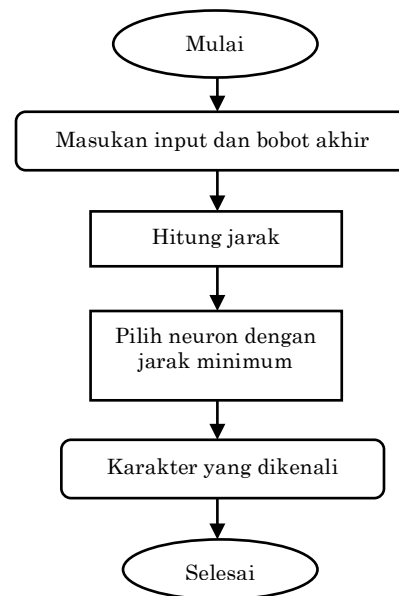 Mulai
Masukan input dan bobot akhir
Hitung jarak
Pilih neuron dengan
jarak minimum
Karakter yang dikenali
Selesai